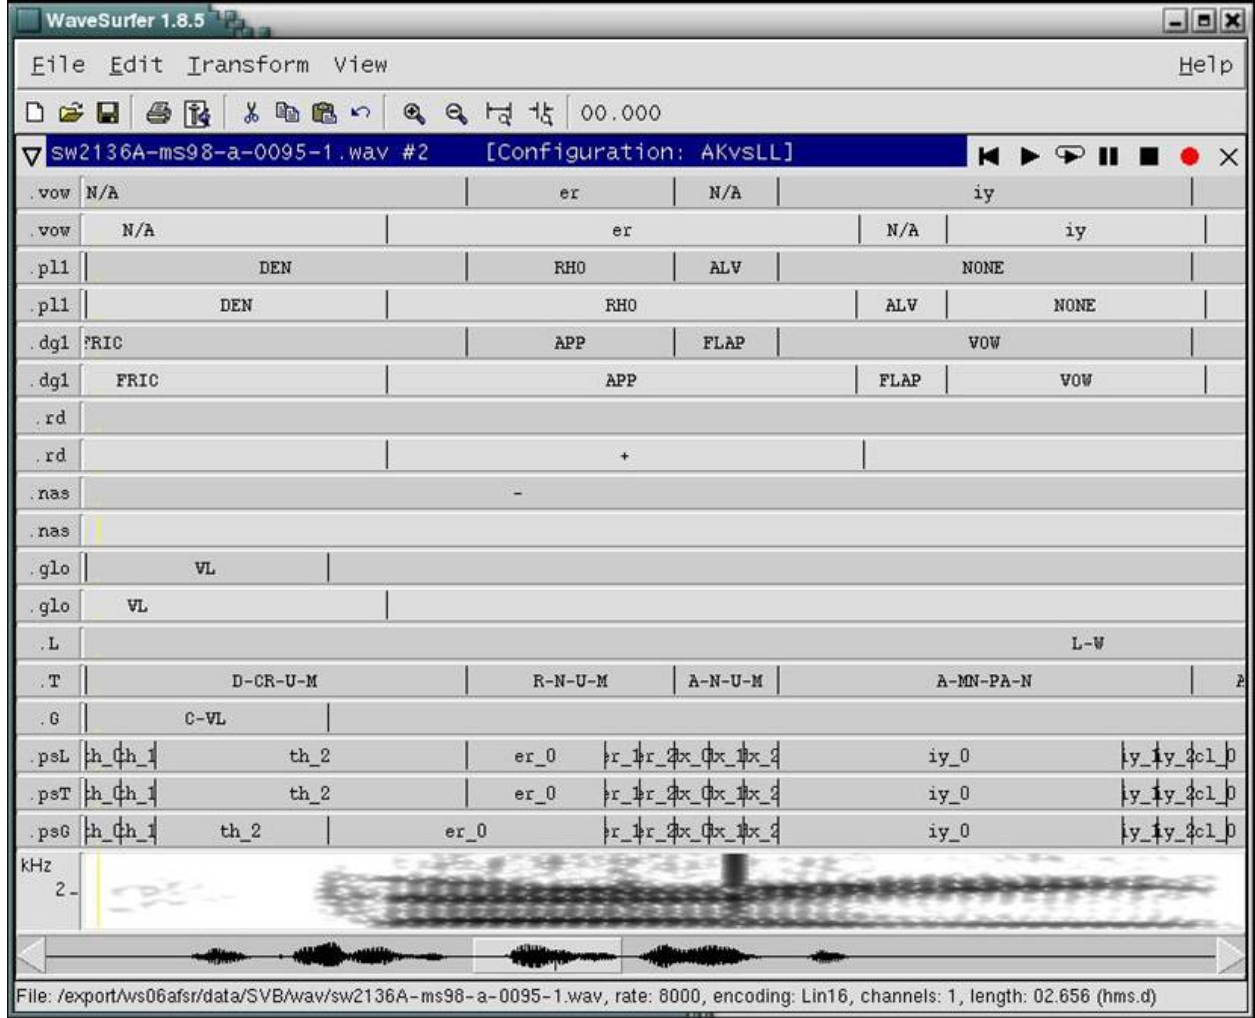 WaveSurfer 1.8.5
File Edit Transform View Help
00.000
sw2136A-ms98-a-0095-1.wav #2 [Configuration: AKvsLL]
.vow N/A er N/A iy
.vow N/A er N/A iy
.pl1 DEN RHO ALV NONE
.pl1 DEN RHO ALV NONE
.dg1 FRIC APP FLAP VOW
.dg1 FRIC APP FLAP VOW
.rd
.rd +
.nas -
.nas
.glo VL
.glo VL
.L L-W
.T D-CR-U-M R-N-U-M A-N-U-M A-MN-PA-N
.G C-VL
.psL th_2 er_0 iy_0
.psT th_2 er_0 iy_0
.psG th_2 er_0 iy_0
kHz
2
File: /export/ws06afsr/data/SVB/wav/sw2136A-ms98-a-0095-1.wav, rate: 8000, encoding: Lin16, channels: 1, length: 02.656 (hms.d)